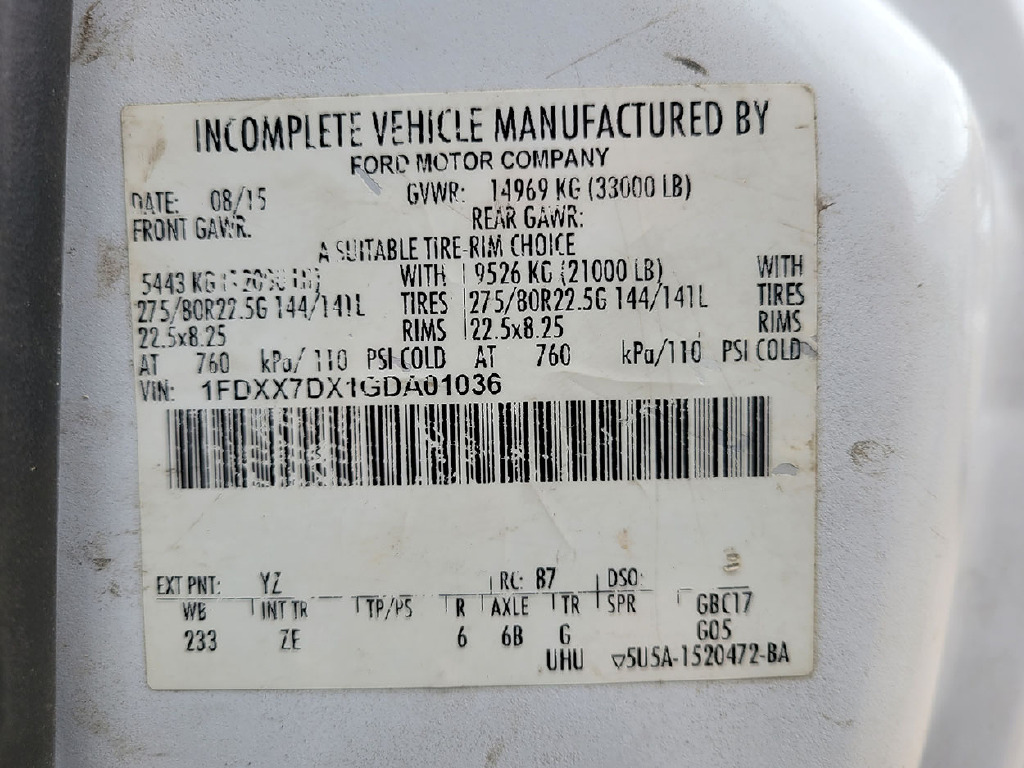 INCOMPLETE VEHICLE MANUFACTURED BY
FORD MOTOR COMPANY
DATE: 08/15 GVWR: 14969 KG (33000 LB)
FRONT GAWR: REAR GAWR:
A SUITABLE TIRE-RIM CHOICE
5443 KG WITH 9526 KG (21000 LB) WITH
275/80R22.5G 144/141L TIRES 275/80R22.5G 144/141L TIRES
22.5x8.25 RIMS 22.5x8.25 RIMS
AT 760 kPa/ 110 PSI COLD AT 760 kPa/110 PSI COLD
VIN: 1FDXX7DX1GDA01036
EXT PNT: YZ RC: 87 DSO:
WB INT TR TP/PS R AXLE TR SPR GBC17
233 ZE 6 6B G G05
UHU ▽5U5A-1520472-BA